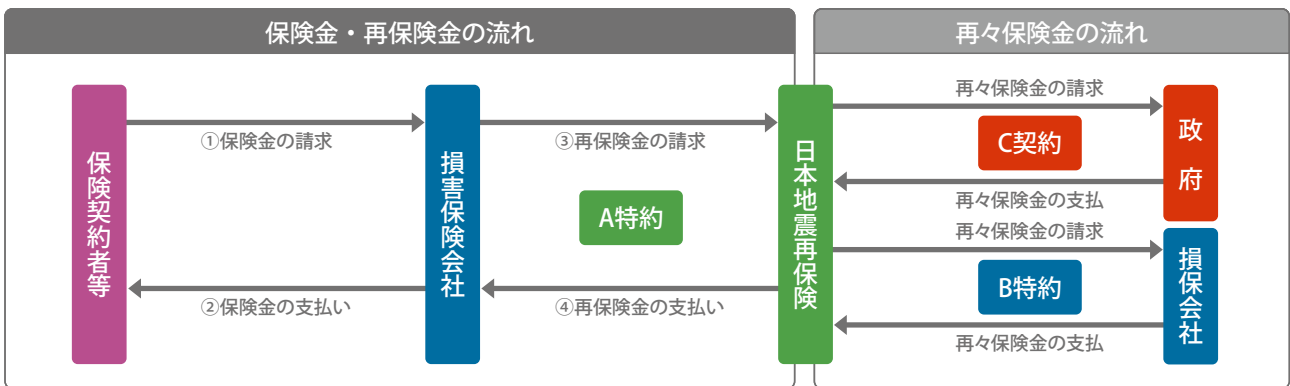 保険金・再保険金の流れ
再々保険金の流れ
保険契約者等
①保険金の請求
②保険金の支払い
損害保険会社
③再保険金の請求
A特約
④再保険金の支払い
日本地震再保険
再々保険金の請求
C契約
再々保険金の支払
政府
再々保険金の請求
B特約
再々保険金の支払
損保会社